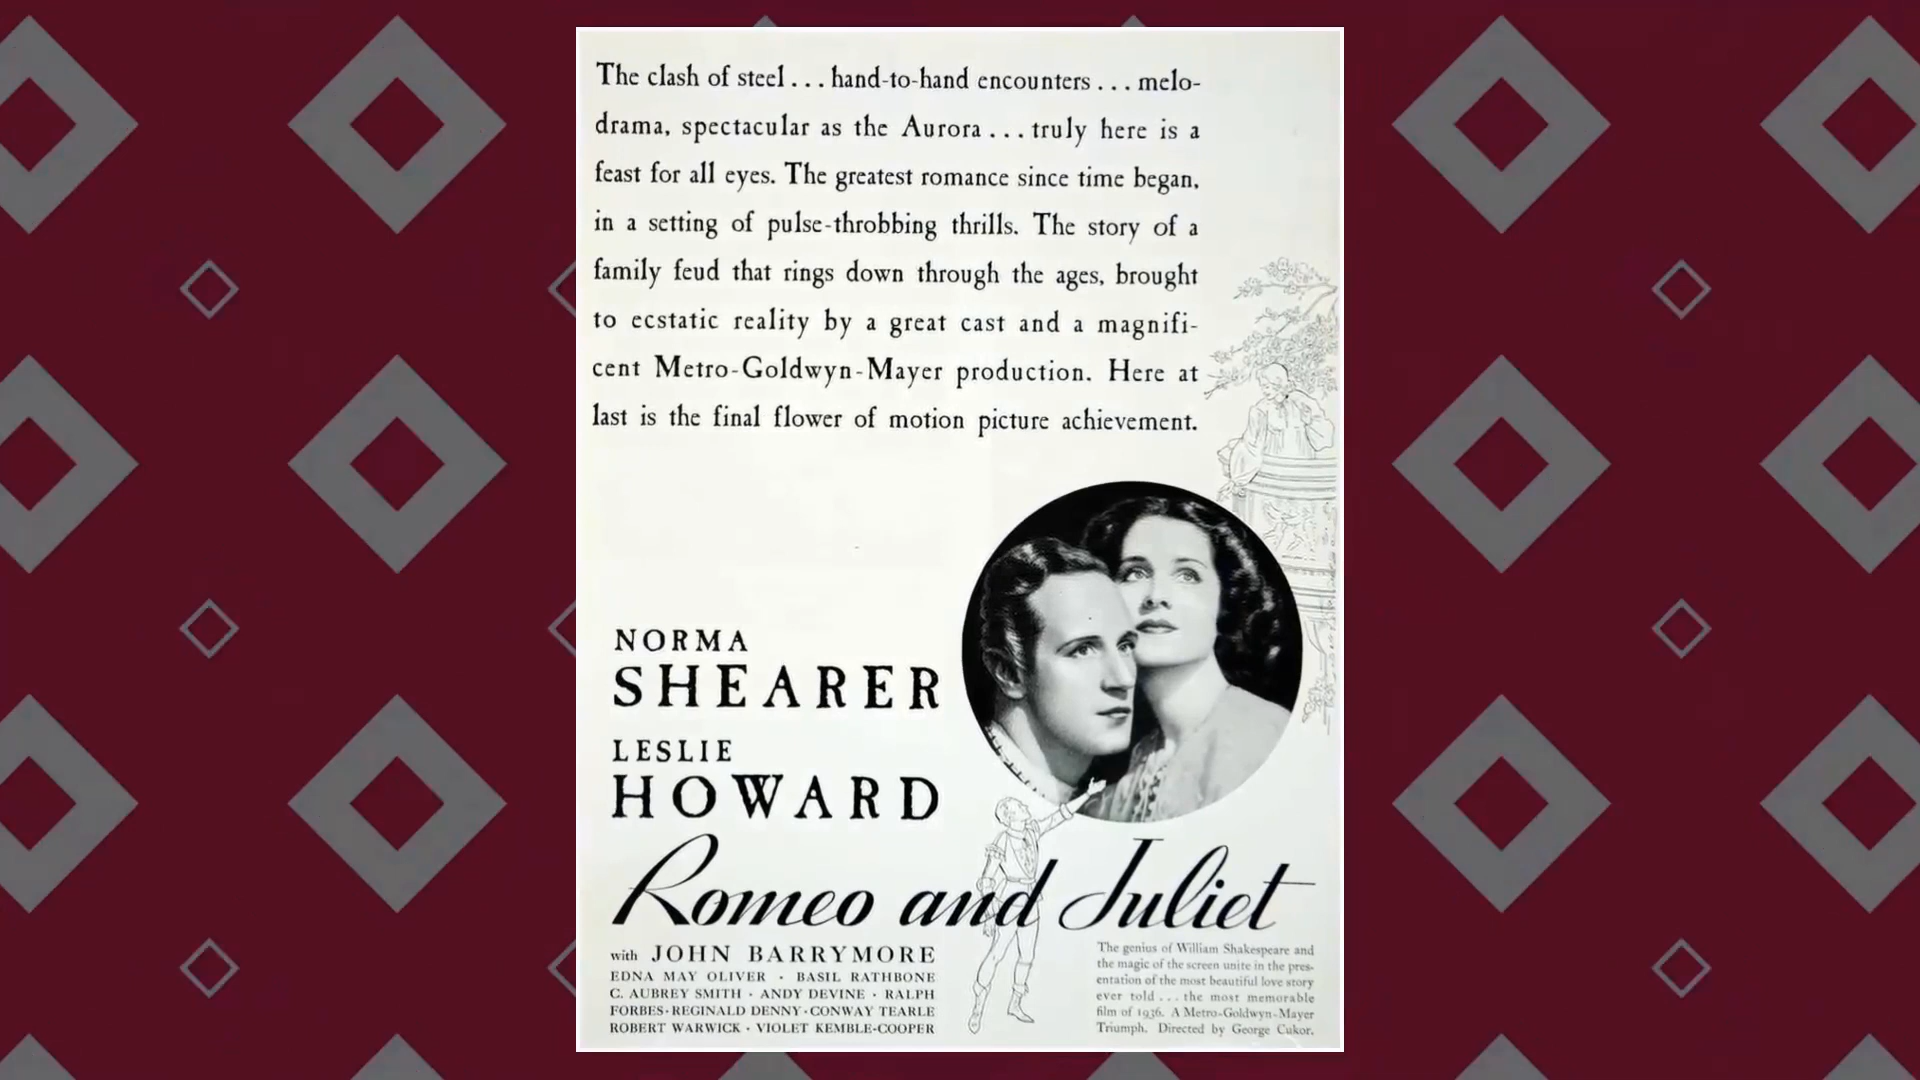 The clash of steel . . . hand-to-hand encounters . . . melo-
drama, spectacular as the Aurora . . . truly here is a
feast for all eyes. The greatest romance since time began,
in a setting of pulse-throbbing thrills. The story of a
family feud that rings down through the ages, brought
to ecstatic reality by a great cast and a magnifi-
cent Metro-Goldwyn-Mayer production. Here at
last is the final flower of motion picture achievement.
NORMA
SHEARER
LESLIE
HOWARD
Romeo and Juliet
with JOHN BARRYMORE
EDNA MAY OLIVER · BASIL RATHBONE
C. AUBREY SMITH · ANDY DEVINE · RALPH
FORBES · REGINALD DENNY · CONWAY TEARLE
ROBERT WARWICK · VIOLET KEMBLE-COOPER
The genius of William Shakespeare and
the magic of the screen unite in the pres-
entation of the most beautiful love story
ever told . . . the most memorable
film of 1936. A Metro-Goldwyn-Mayer
Triumph. Directed by George Cukor.